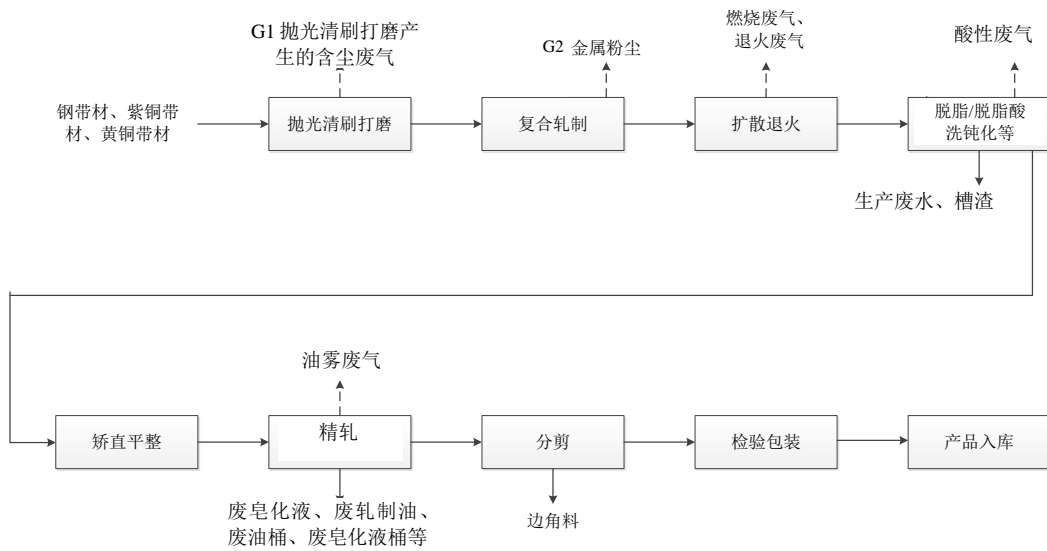 G1 抛光清刷打磨产
生的含尘废气
G2 金属粉尘
燃烧废气、
退火废气
酸性废气
钢带材、紫铜带
材、黄铜带材
抛光清刷打磨
复合轧制
扩散退火
脱脂/脱脂酸
洗钝化等
生产废水、槽渣
油雾废气
矫直平整
精轧
分剪
检验包装
产品入库
废皂化液、废轧制油、
废油桶、废皂化液桶等
边角料